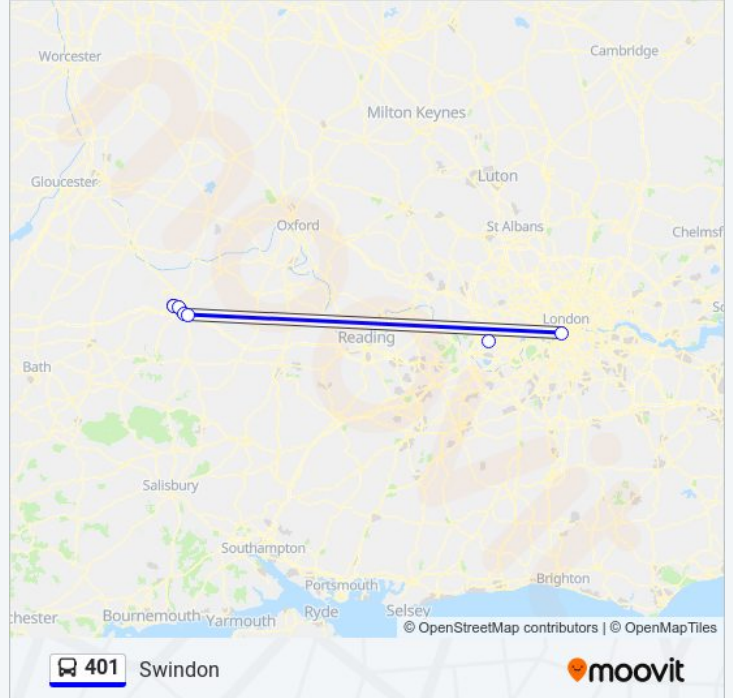 Worcester
Cambridge
Milton Keynes
Gloucester
Luton
Oxford
St Albans
Chelmsf
London
Reading
Bath
Salisbury
Southampton
Portsmouth
Brighton
chester
Bournemouth
Yarmouth
Ryde
Selsey
moovit
© OpenStreetMap contributors | © OpenMapTiles
401 Swindon
moovit